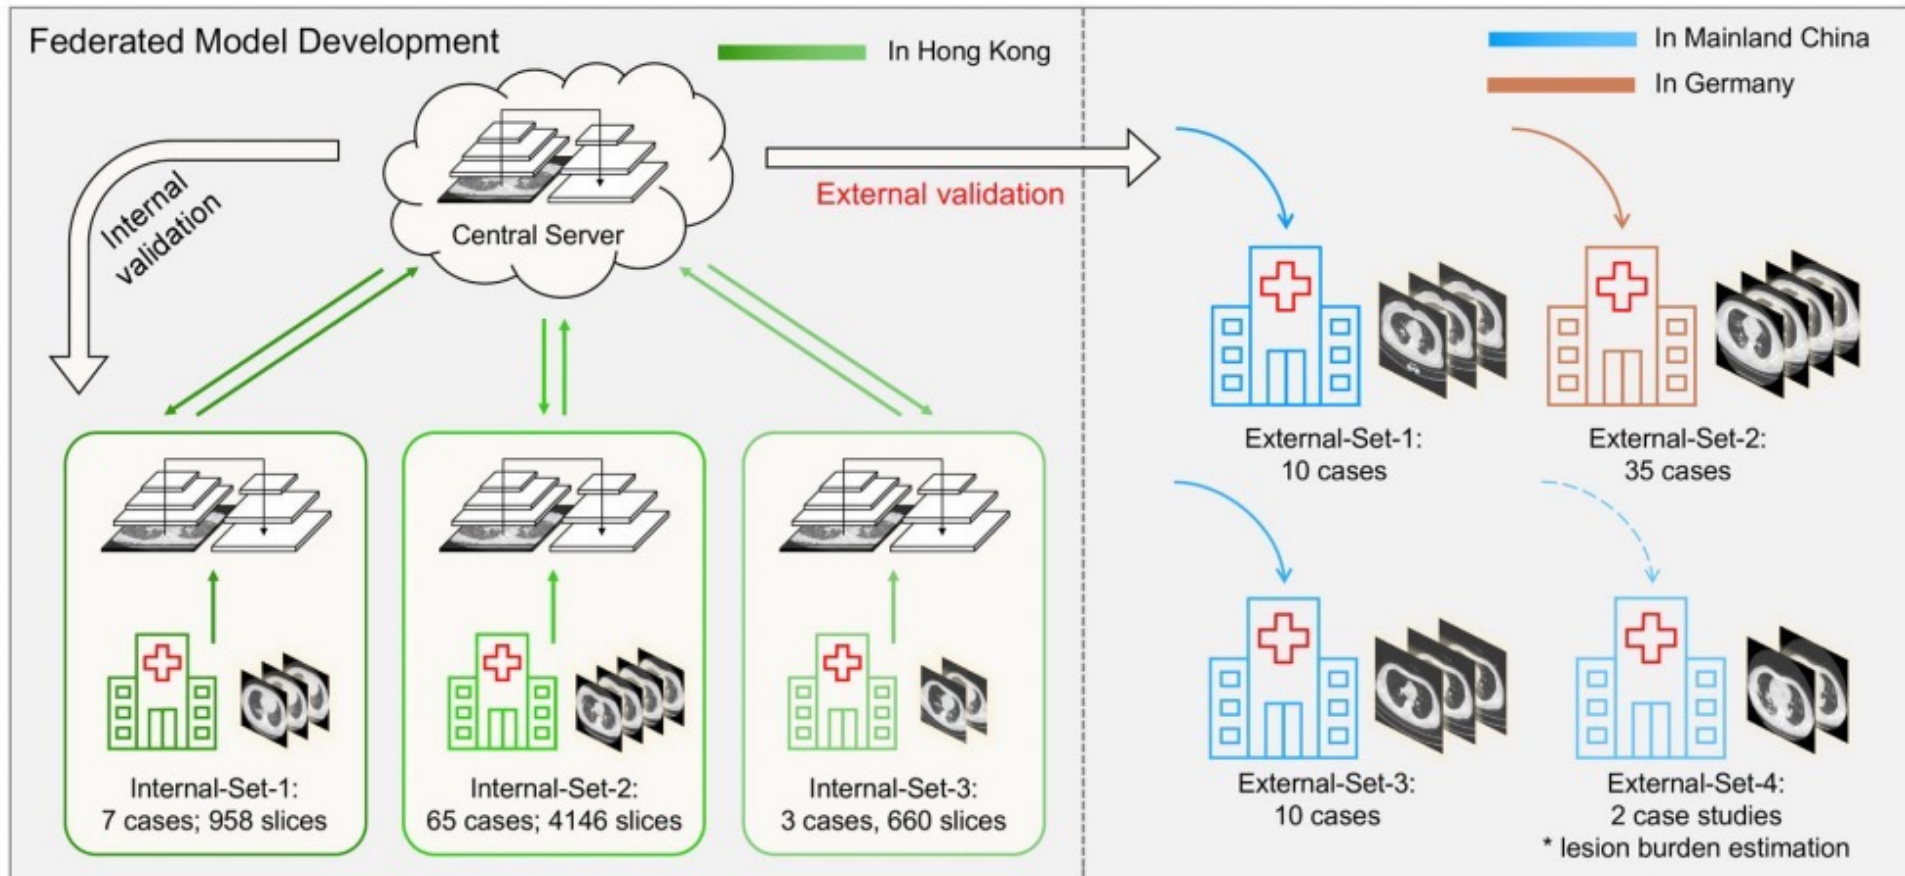 Federated Model Development
In Hong Kong
In Mainland China
In Germany
Internal
validation
Central Server
External validation
External-Set-1:
10 cases
External-Set-2:
35 cases
Internal-Set-1:
7 cases; 958 slices
Internal-Set-2:
65 cases; 4146 slices
Internal-Set-3:
3 cases, 660 slices
External-Set-3:
10 cases
External-Set-4:
2 case studies
* lesion burden estimation